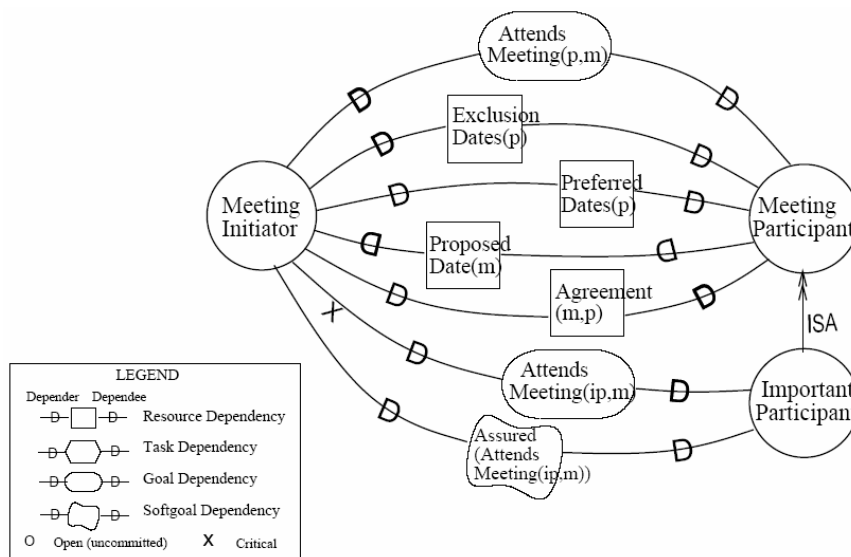 Attends
Meeting(p,m)
D
D
Exclusion
Dates(p)
D
D
Preferred
Dates(p)
D
D
Meeting
Initiator
Meeting
Participant
Proposed
Date(m)
D
D
Agreement
(m,p)
D
D
X
ISA
Attends
Meeting(ip,m)
D
D
Important
Participant
Assured
(Attends
Meeting(ip,m))
D
D
LEGEND
Depender Dependee
D D Resource Dependency
D D Task Dependency
D D Goal Dependency
D D Softgoal Dependency
O Open (uncommitted) X Critical